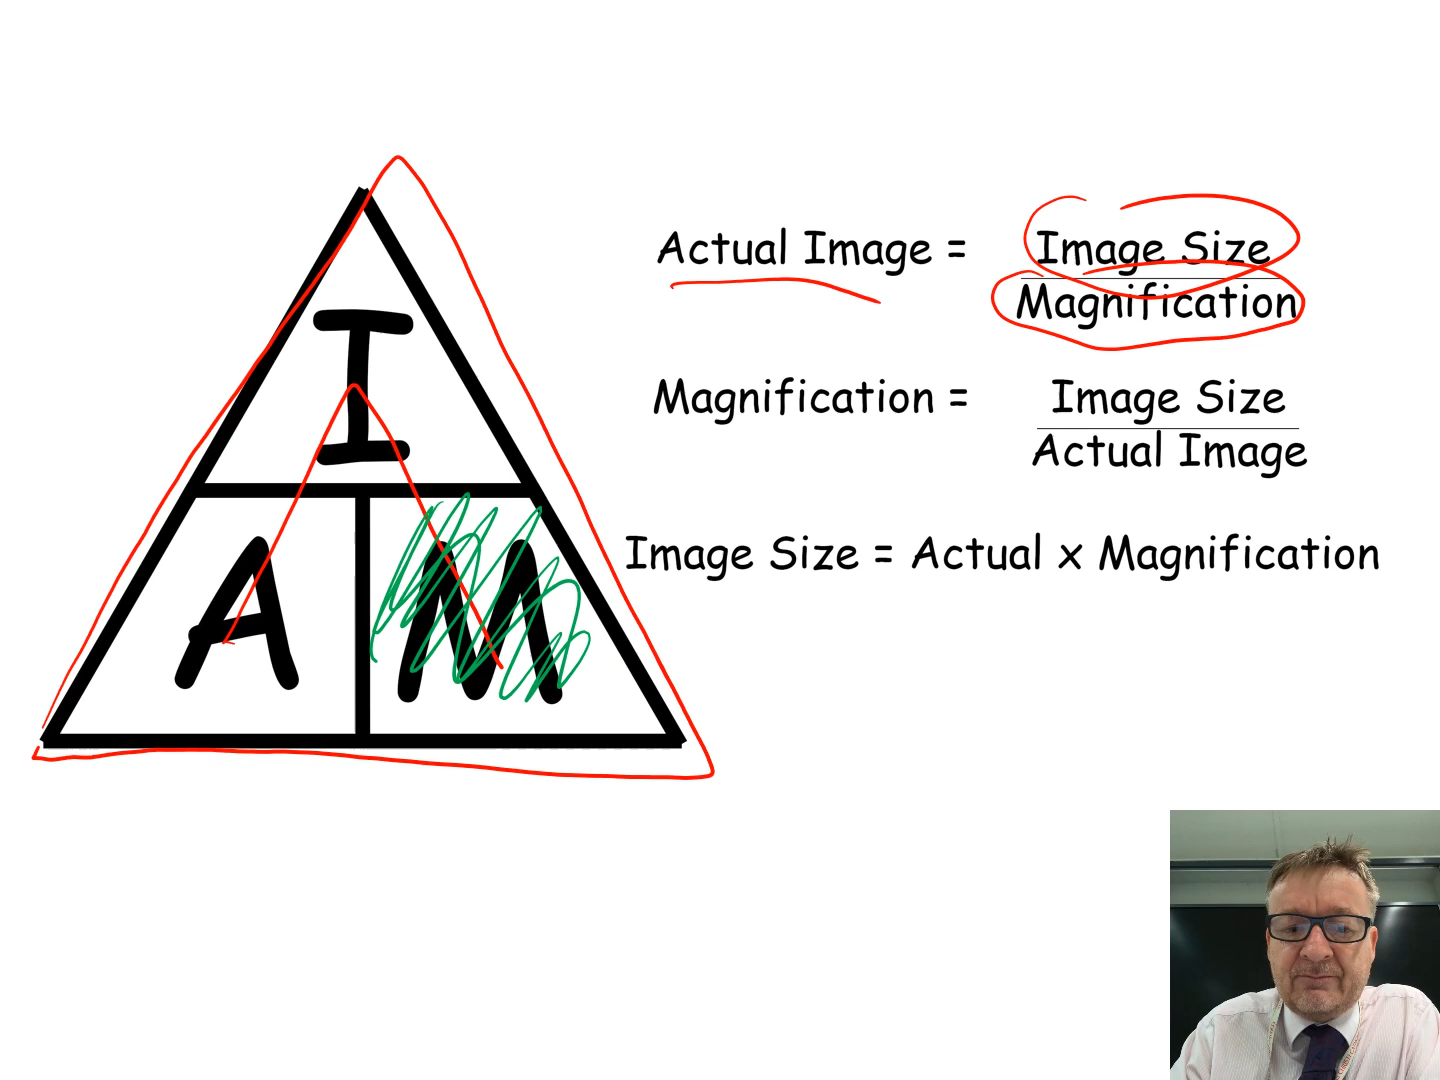 I
A M
Actual Image = Image Size
Magnification
Magnification = Image Size
Actual Image
Image Size = Actual x Magnification